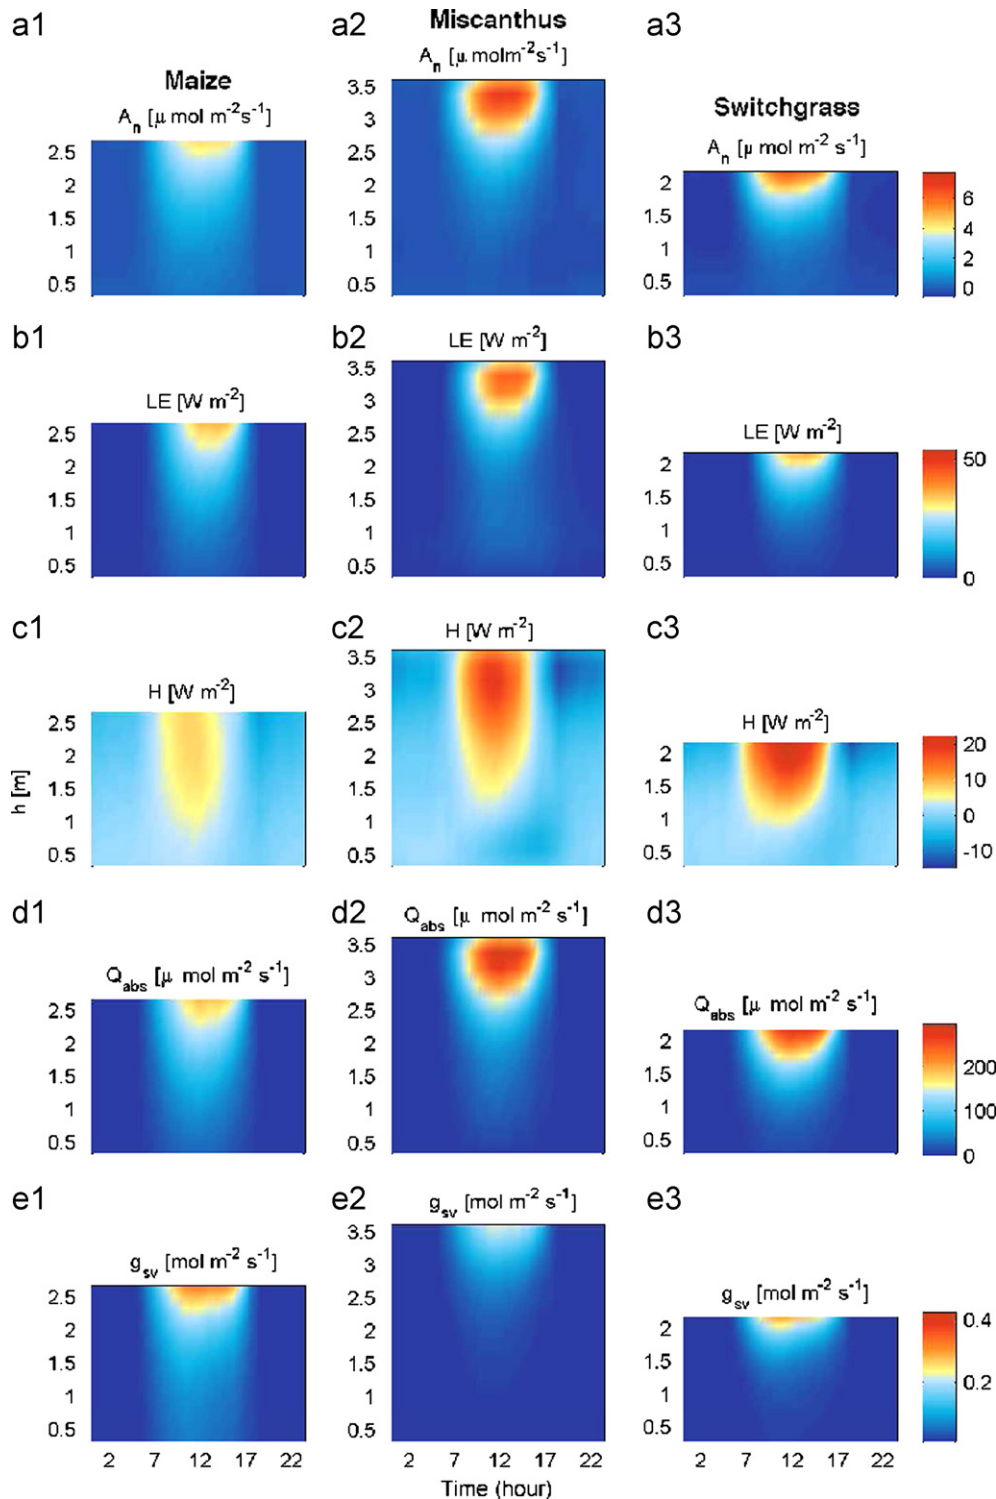 a1 a2 a3
Maize Miscanthus Switchgrass
A_n [μ mol m⁻²s⁻¹] A_n [μ molm⁻²s⁻¹] A_n [μ mol m⁻² s⁻¹]
2.5 2 1.5 1 0.5
3.5 3 2.5 2 1.5 1 0.5
2 1.5 1 0.5
6 4 2 0
b1 b2 b3
LE [W m⁻²] LE [W m⁻²] LE [W m⁻²]
2.5 2 1.5 1 0.5
3.5 3 2.5 2 1.5 1 0.5
2 1.5 1 0.5
50 0
c1 c2 c3
H [W m⁻²] H [W m⁻²] H [W m⁻²]
h [m]
2.5 2 1.5 1 0.5
3.5 3 2.5 2 1.5 1 0.5
2 1.5 1 0.5
20 10 0 -10
d1 d2 d3
Q_abs [μ mol m⁻² s⁻¹] Q_abs [μ mol m⁻² s⁻¹] Q_abs [μ mol m⁻² s⁻¹]
2.5 2 1.5 1 0.5
3.5 3 2.5 2 1.5 1 0.5
2 1.5 1 0.5
200 100 0
e1 e2 e3
g_sv [mol m⁻² s⁻¹] g_sv [mol m⁻² s⁻¹] g_sv [mol m⁻² s⁻¹]
2.5 2 1.5 1 0.5
3.5 3 2.5 2 1.5 1 0.5
2 1.5 1 0.5
0.4 0.2
2 7 12 17 22 2 7 12 17 22 2 7 12 17 22
Time (hour)